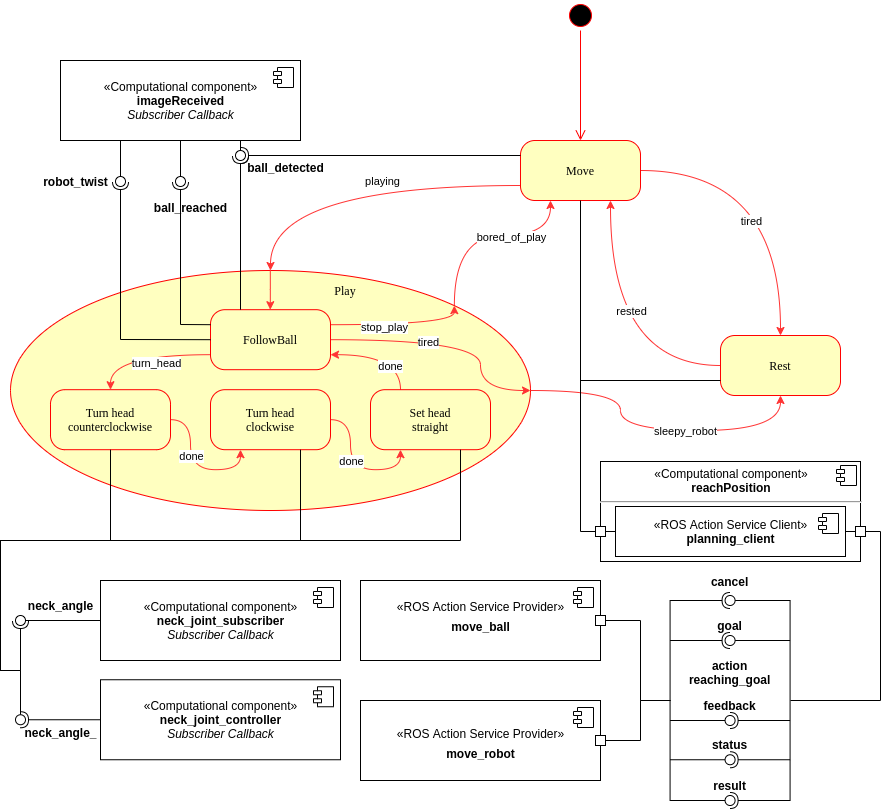 «Computational component»
imageReceived
Subscriber Callback
robot_twist
ball_reached
ball_detected
Move
playing
tired
bored_of_play
rested
Play
FollowBall
stop_play
tired
turn_head
done
Rest
Turn head
counterclockwise
Turn head
clockwise
Set head
straight
done
done
sleepy_robot
«Computational component»
reachPosition
«ROS Action Service Client»
planning_client
neck_angle
«Computational component»
neck_joint_subscriber
Subscriber Callback
«ROS Action Service Provider»
move_ball
cancel
goal
action
reaching_goal
feedback
status
result
neck_angle_
«Computational component»
neck_joint_controller
Subscriber Callback
«ROS Action Service Provider»
move_robot